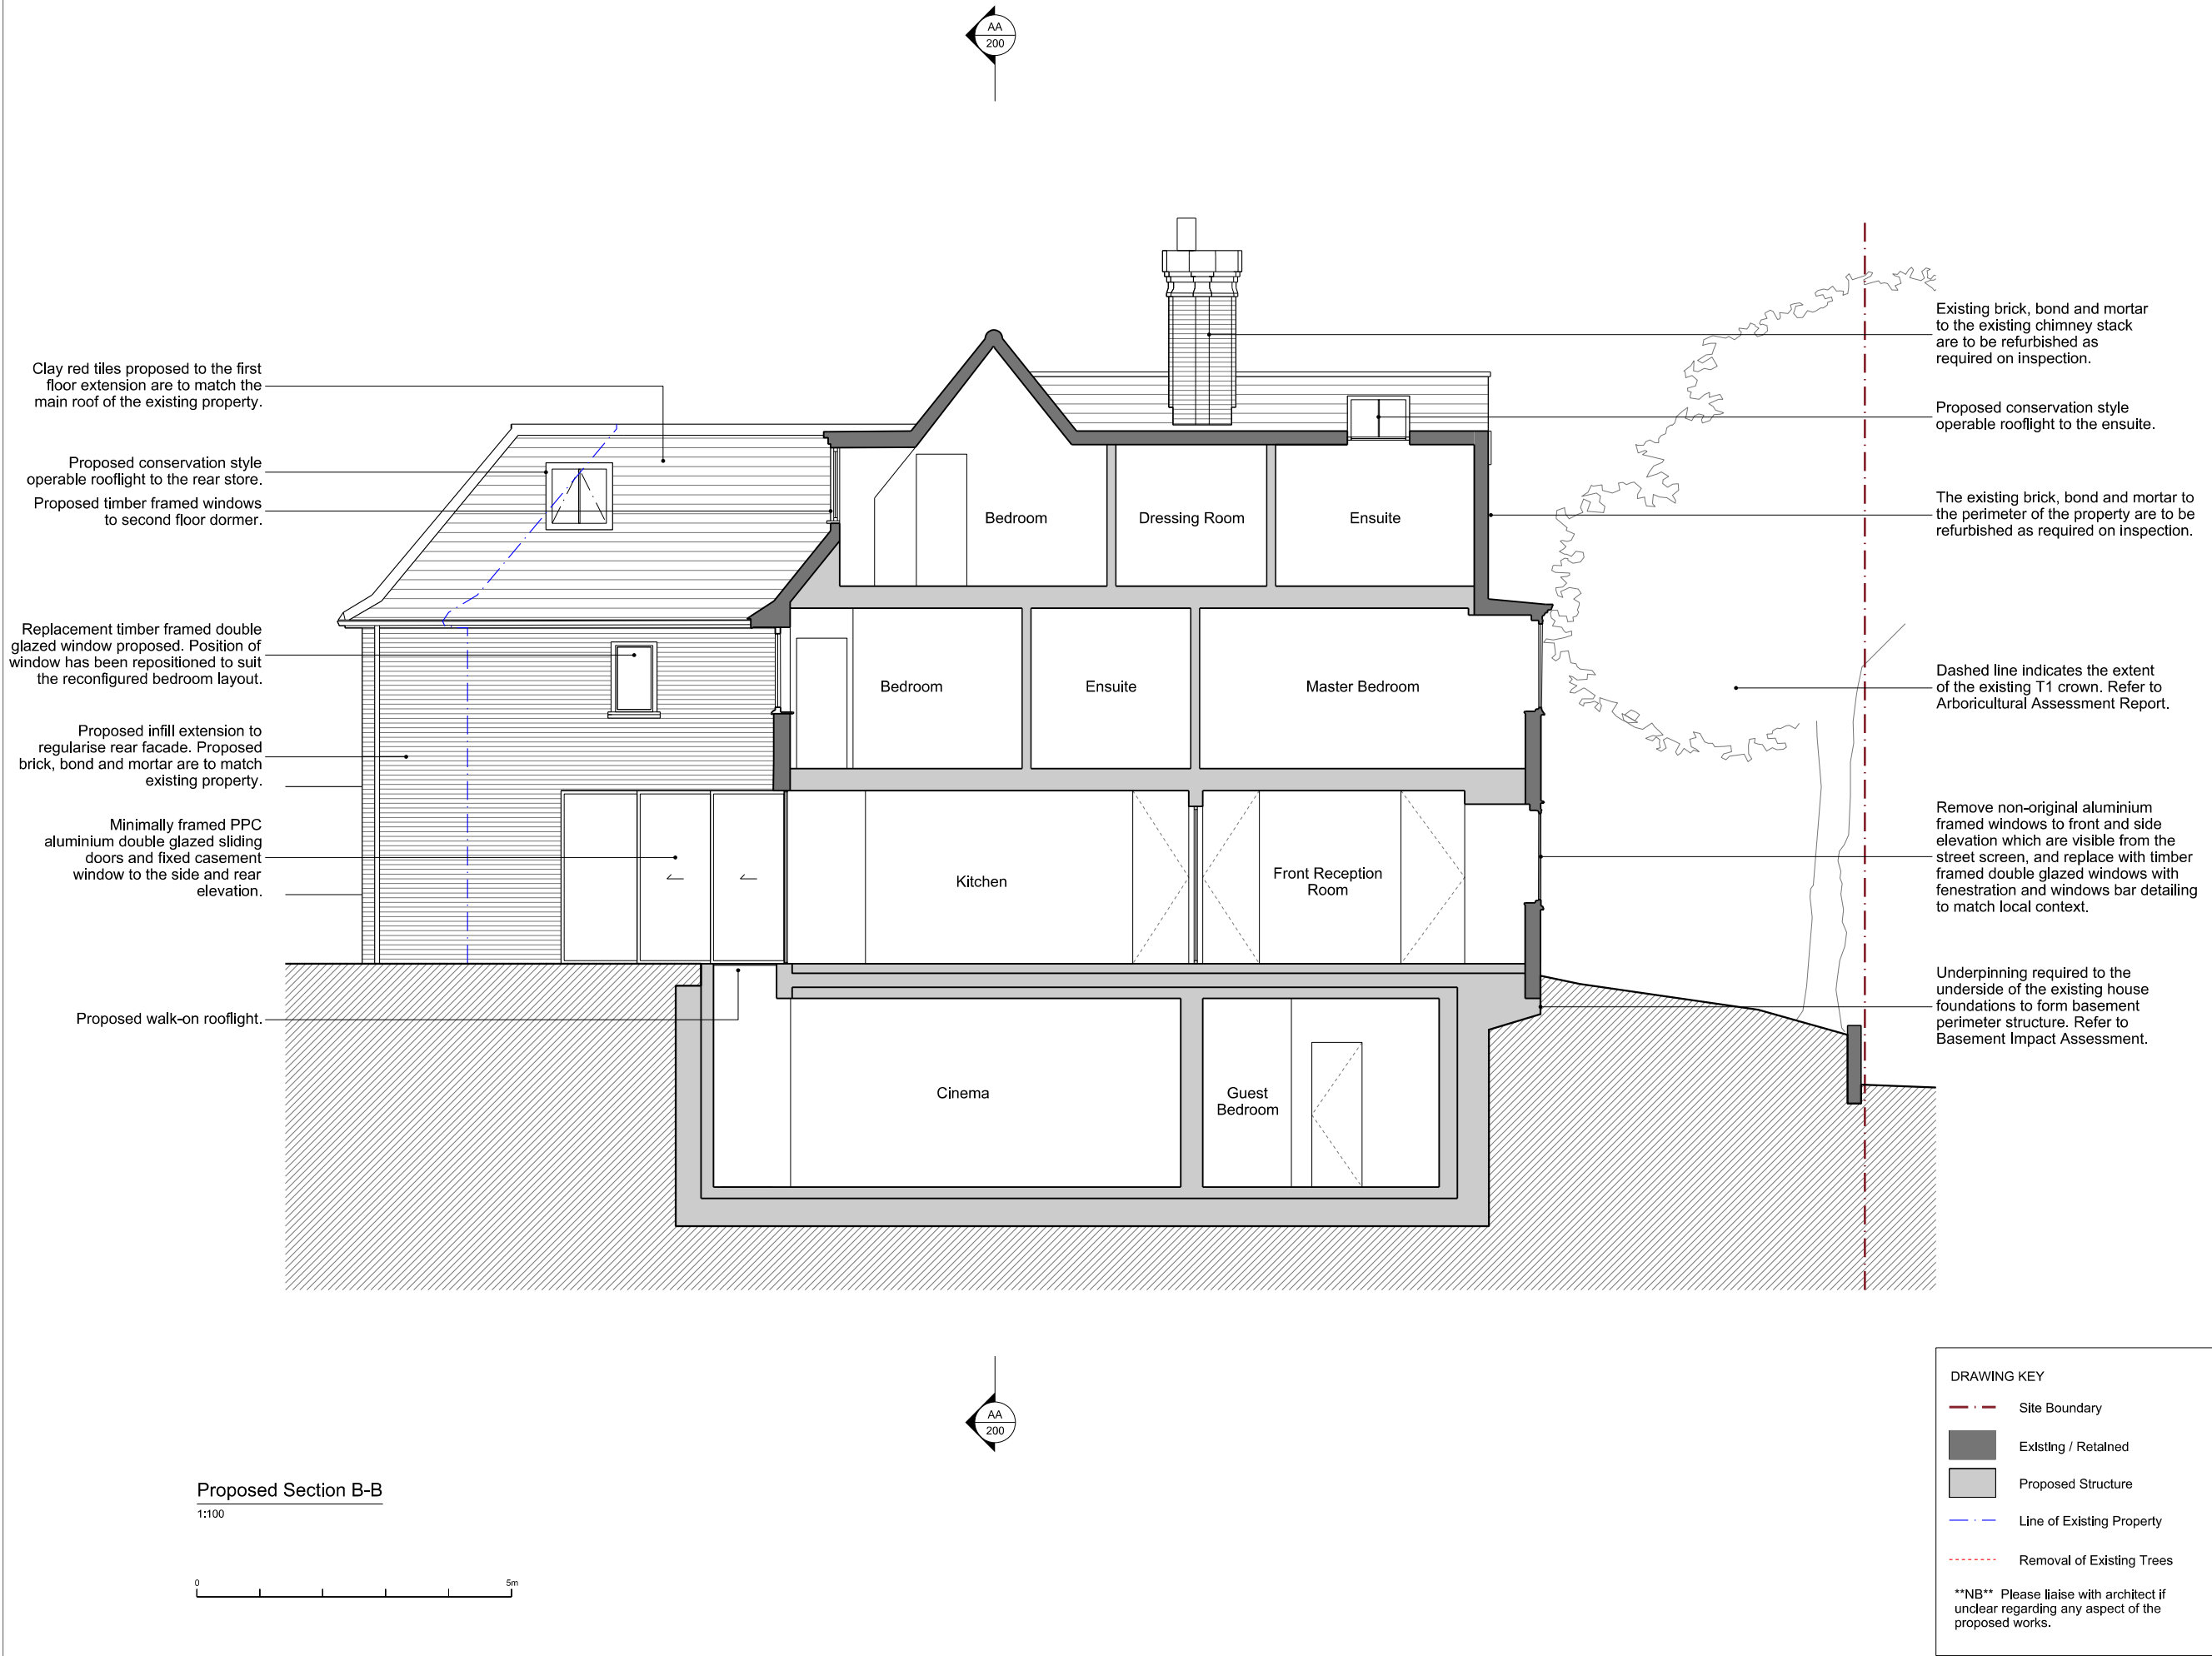 AA
200
Clay red tiles proposed to the first
floor extension are to match the
main roof of the existing property.
Proposed conservation style
operable rooflight to the rear store.
Proposed timber framed windows
to second floor dormer.
Replacement timber framed double
glazed window proposed. Position of
window has been repositioned to suit
the reconfigured bedroom layout.
Proposed infill extension to
regularise rear facade. Proposed
brick, bond and mortar are to match
existing property.
Minimally framed PPC
aluminium double glazed sliding
doors and fixed casement
window to the side and rear
elevation.
Proposed walk-on rooflight.
Bedroom
Dressing Room
Ensuite
Bedroom
Ensuite
Master Bedroom
Kitchen
Front Reception
Room
Cinema
Guest
Bedroom
Existing brick, bond and mortar
to the existing chimney stack
are to be refurbished as
required on inspection.
Proposed conservation style
operable rooflight to the ensuite.
The existing brick, bond and mortar to
the perimeter of the property are to be
refurbished as required on inspection.
Dashed line indicates the extent
of the existing T1 crown. Refer to
Arboricultural Assessment Report.
Remove non-original aluminium
framed windows to front and side
elevation which are visible from the
street screen, and replace with timber
framed double glazed windows with
fenestration and windows bar detailing
to match local context.
Underpinning required to the
underside of the existing house
foundations to form basement
perimeter structure. Refer to
Basement Impact Assessment.
AA
200
Proposed Section B-B
1:100
0 5m
DRAWING KEY
Site Boundary
Existing / Retained
Proposed Structure
Line of Existing Property
Removal of Existing Trees
**NB** Please liaise with architect if
unclear regarding any aspect of the
proposed works.